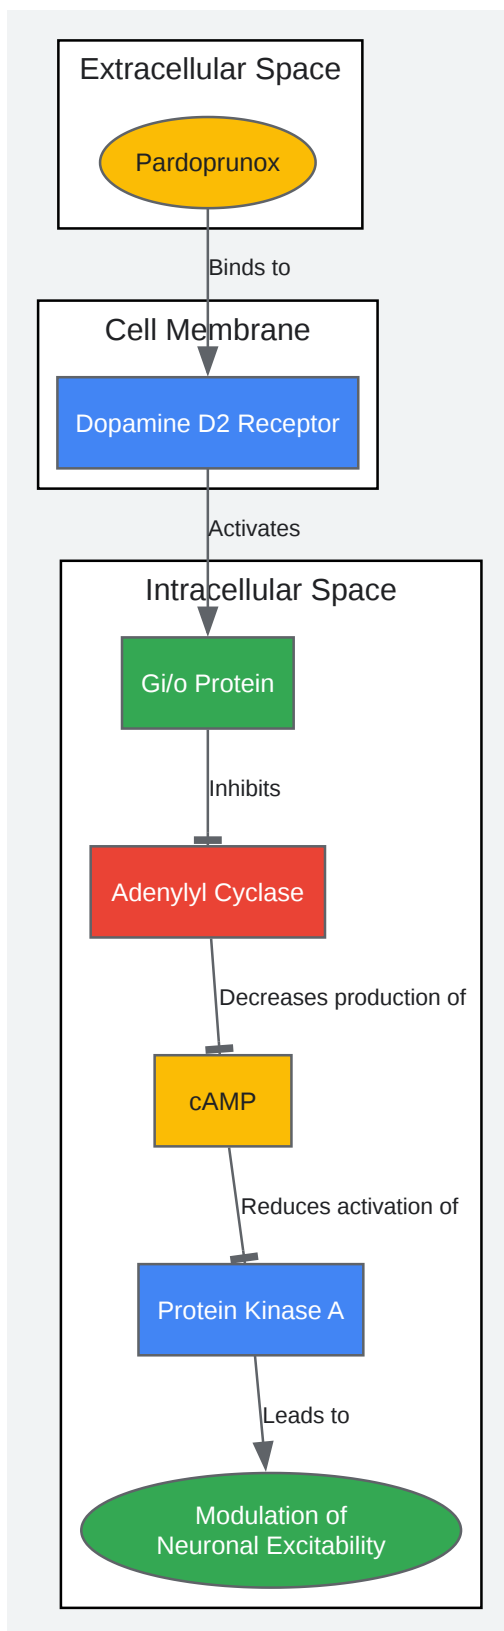 Extracellular Space
Pardoprunox
Binds to
Cell Membrane
Dopamine D2 Receptor
Activates
Intracellular Space
Gi/o Protein
Inhibits
Adenylyl Cyclase
Decreases production of
cAMP
Reduces activation of
Protein Kinase A
Leads to
Modulation of
Neuronal Excitability